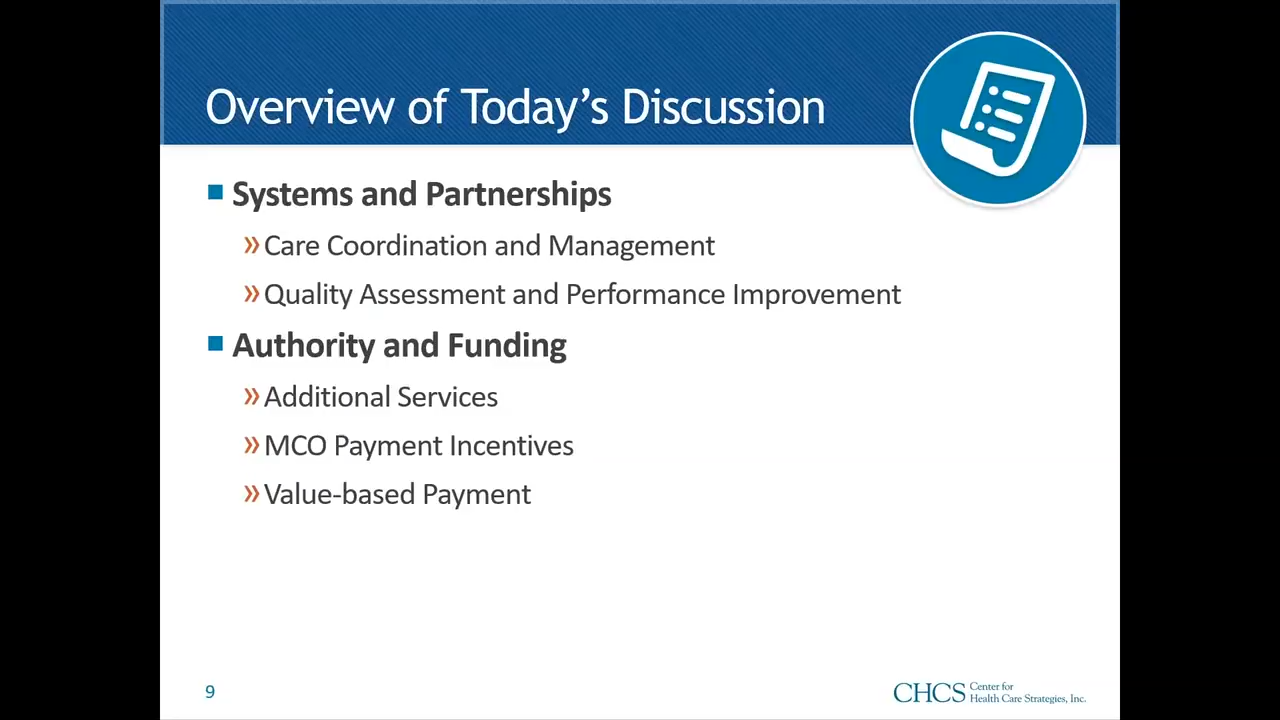 Overview of Today's Discussion
Systems and Partnerships
»Care Coordination and Management
»Quality Assessment and Performance Improvement
Authority and Funding
»Additional Services
»MCO Payment Incentives
»Value-based Payment
9
CHCS Center for
Health Care Strategies, Inc.